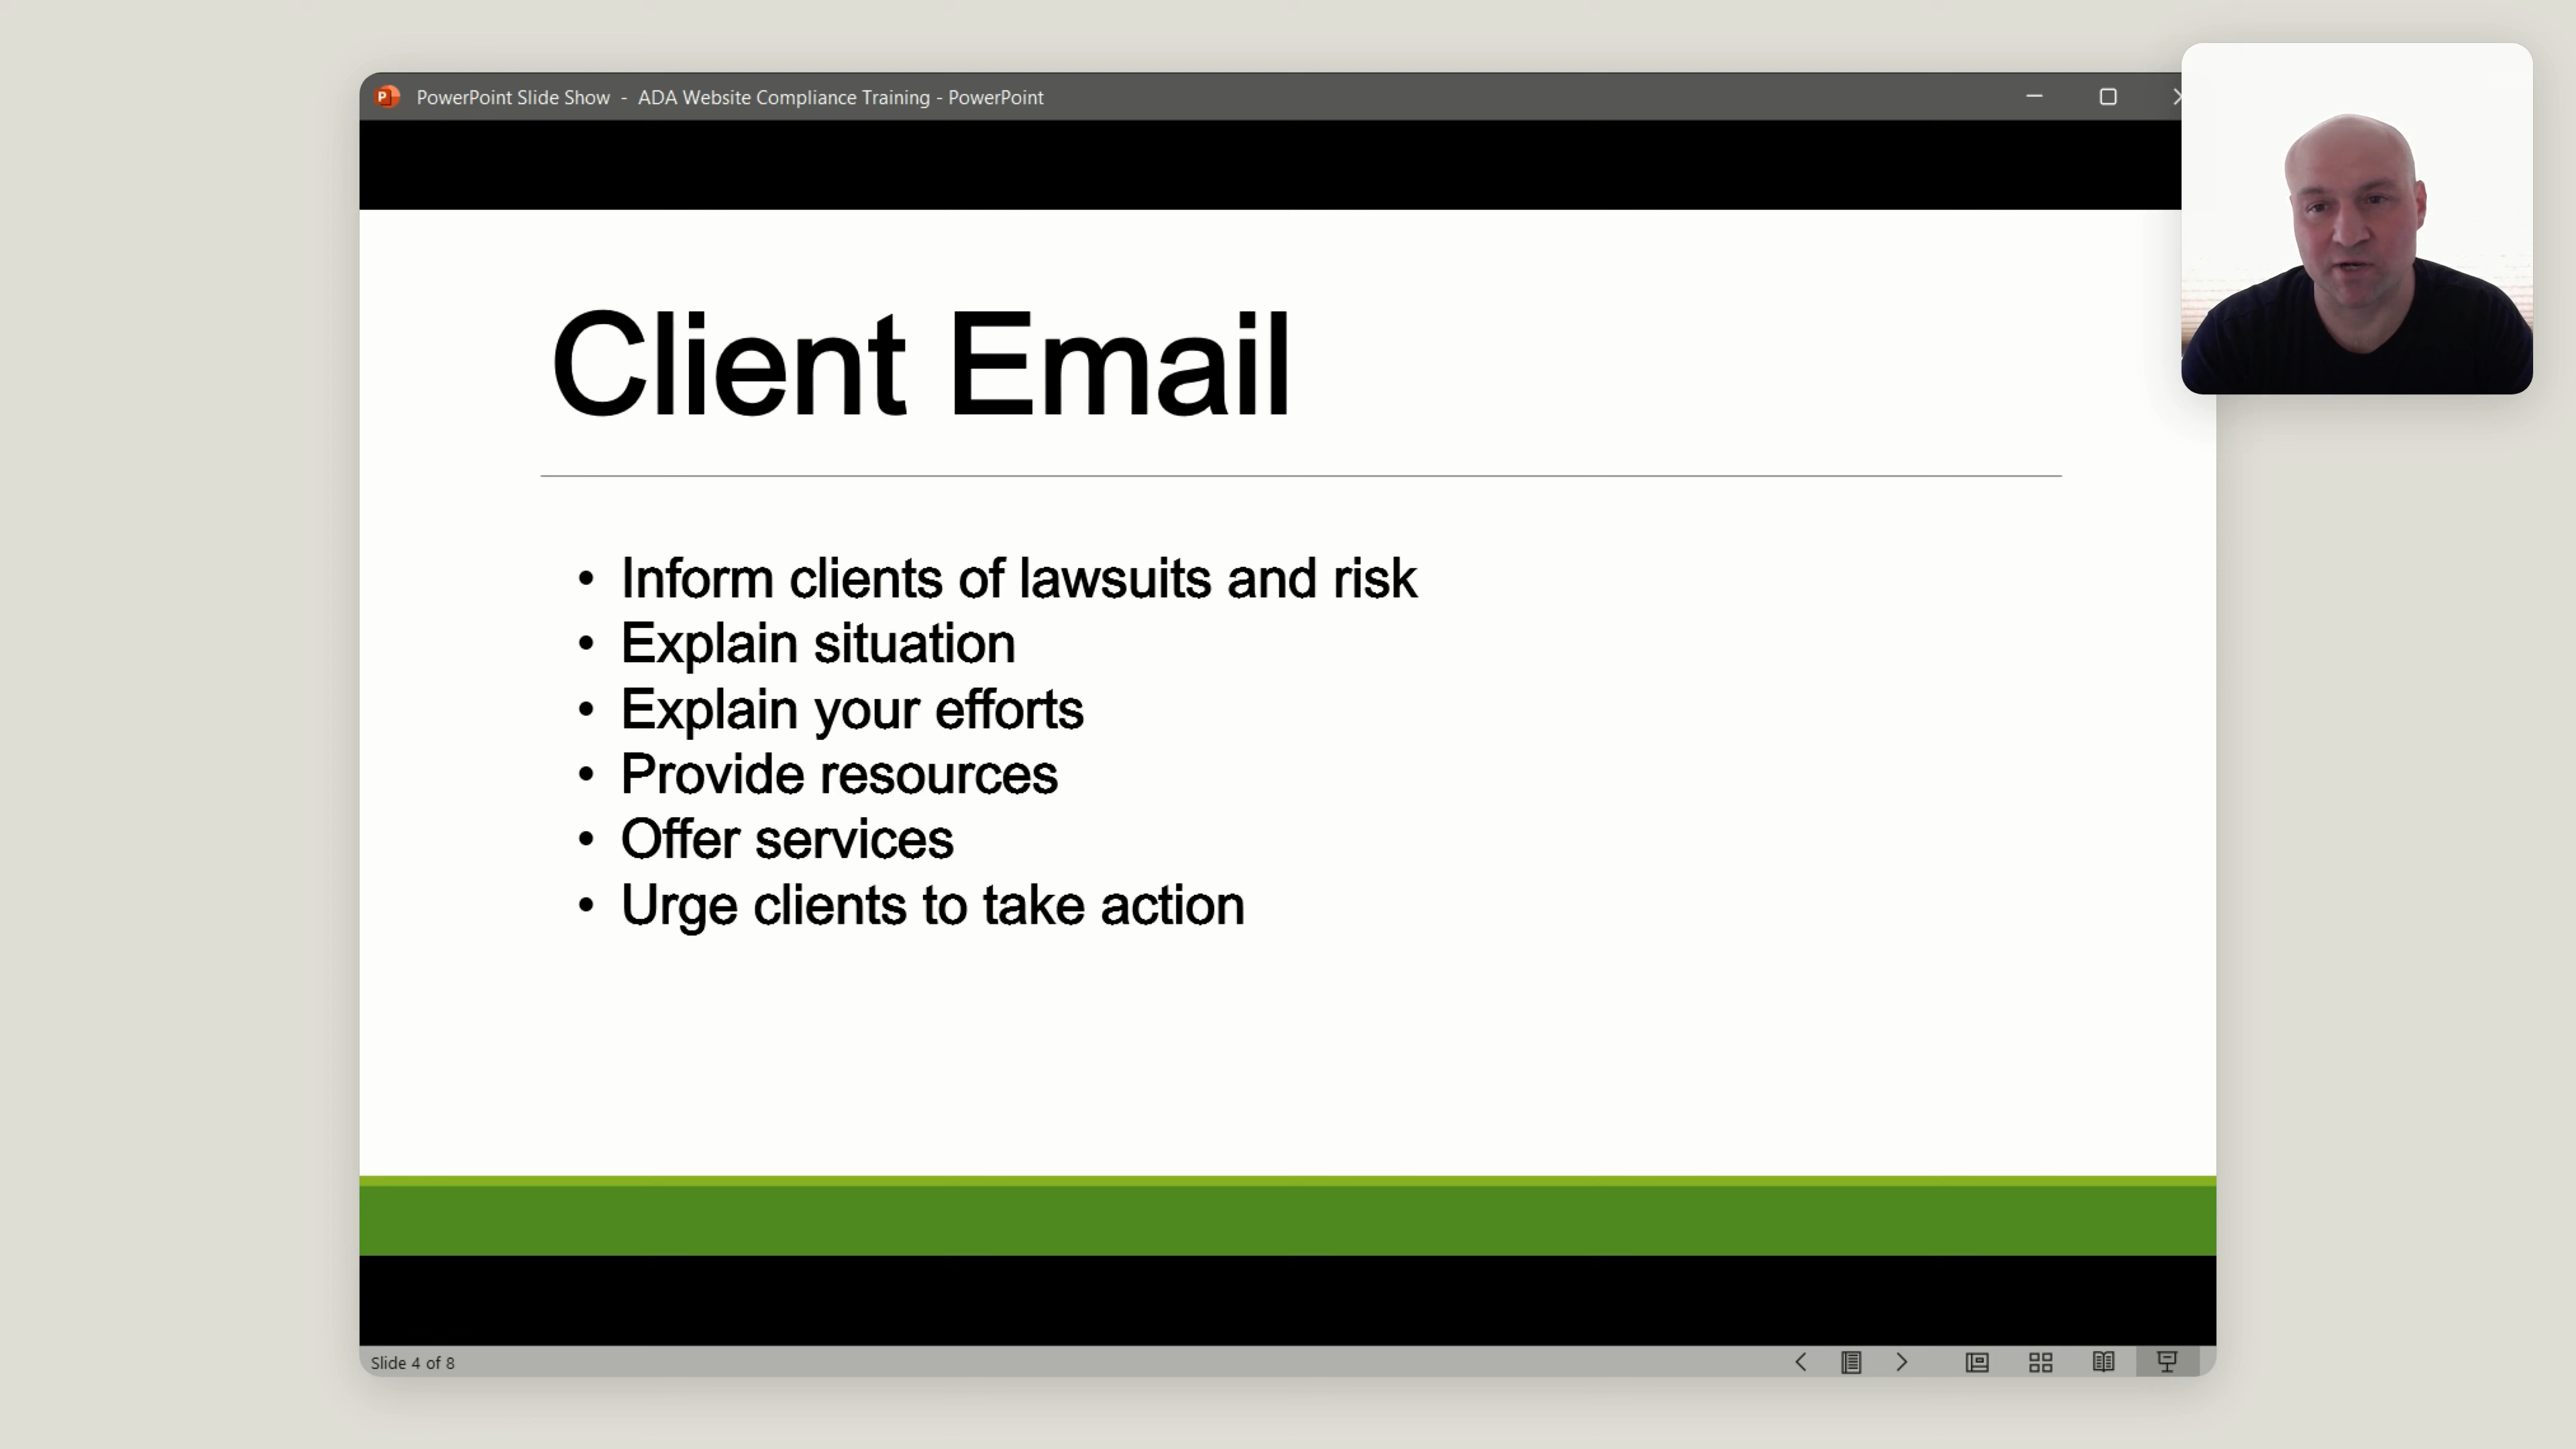 PowerPoint Slide Show - ADA Website Compliance Training - PowerPoint
Client Email
• Inform clients of lawsuits and risk
• Explain situation
• Explain your efforts
• Provide resources
• Offer services
• Urge clients to take action
Slide 4 of 8